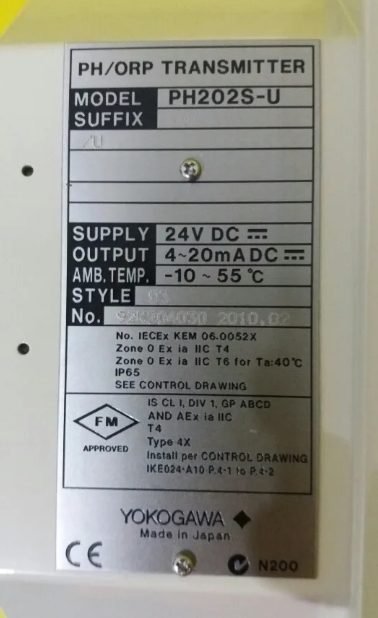 PH/ORP TRANSMITTER
MODEL PH202S-U
SUFFIX
/U
SUPPLY 24V DC
OUTPUT 4~20mA DC
AMB.TEMP. -10 ~ 55 °C
STYLE
No. 2010.02
No. IECEx KEM 06.0052X
Zone 0 Ex ia IIC T4
Zone 0 Ex ia IIC T6 for Ta:40°C
IP65
SEE CONTROL DRAWING
FM
APPROVED
IS CL I, DIV 1, GP ABCD
AND AEx ia IIC
T4
Type 4X
Install per CONTROL DRAWING
IKE024-A10 P.4-1 to P.4-2
YOKOGAWA
Made in Japan
CE
N200